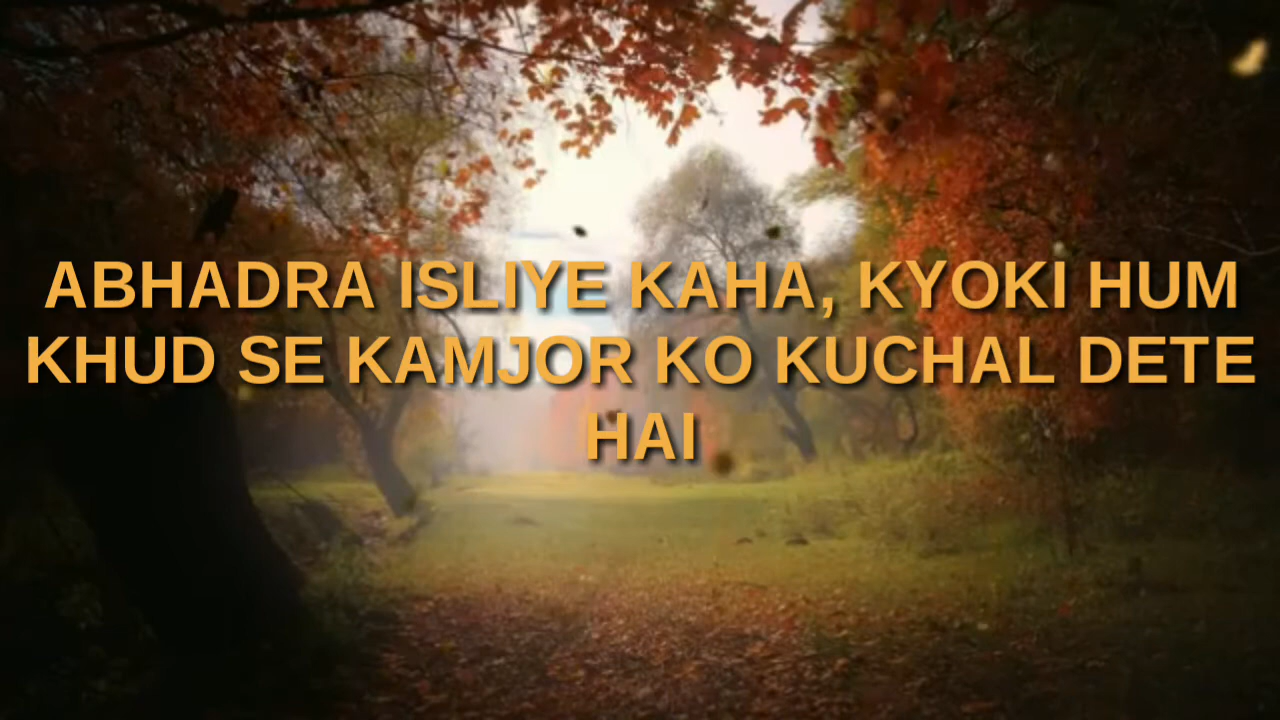 ABHADRA ISLIYE KAHA, KYOKI HUM
KHUD SE KAMJOR KO KUCHAL DETE
HAI